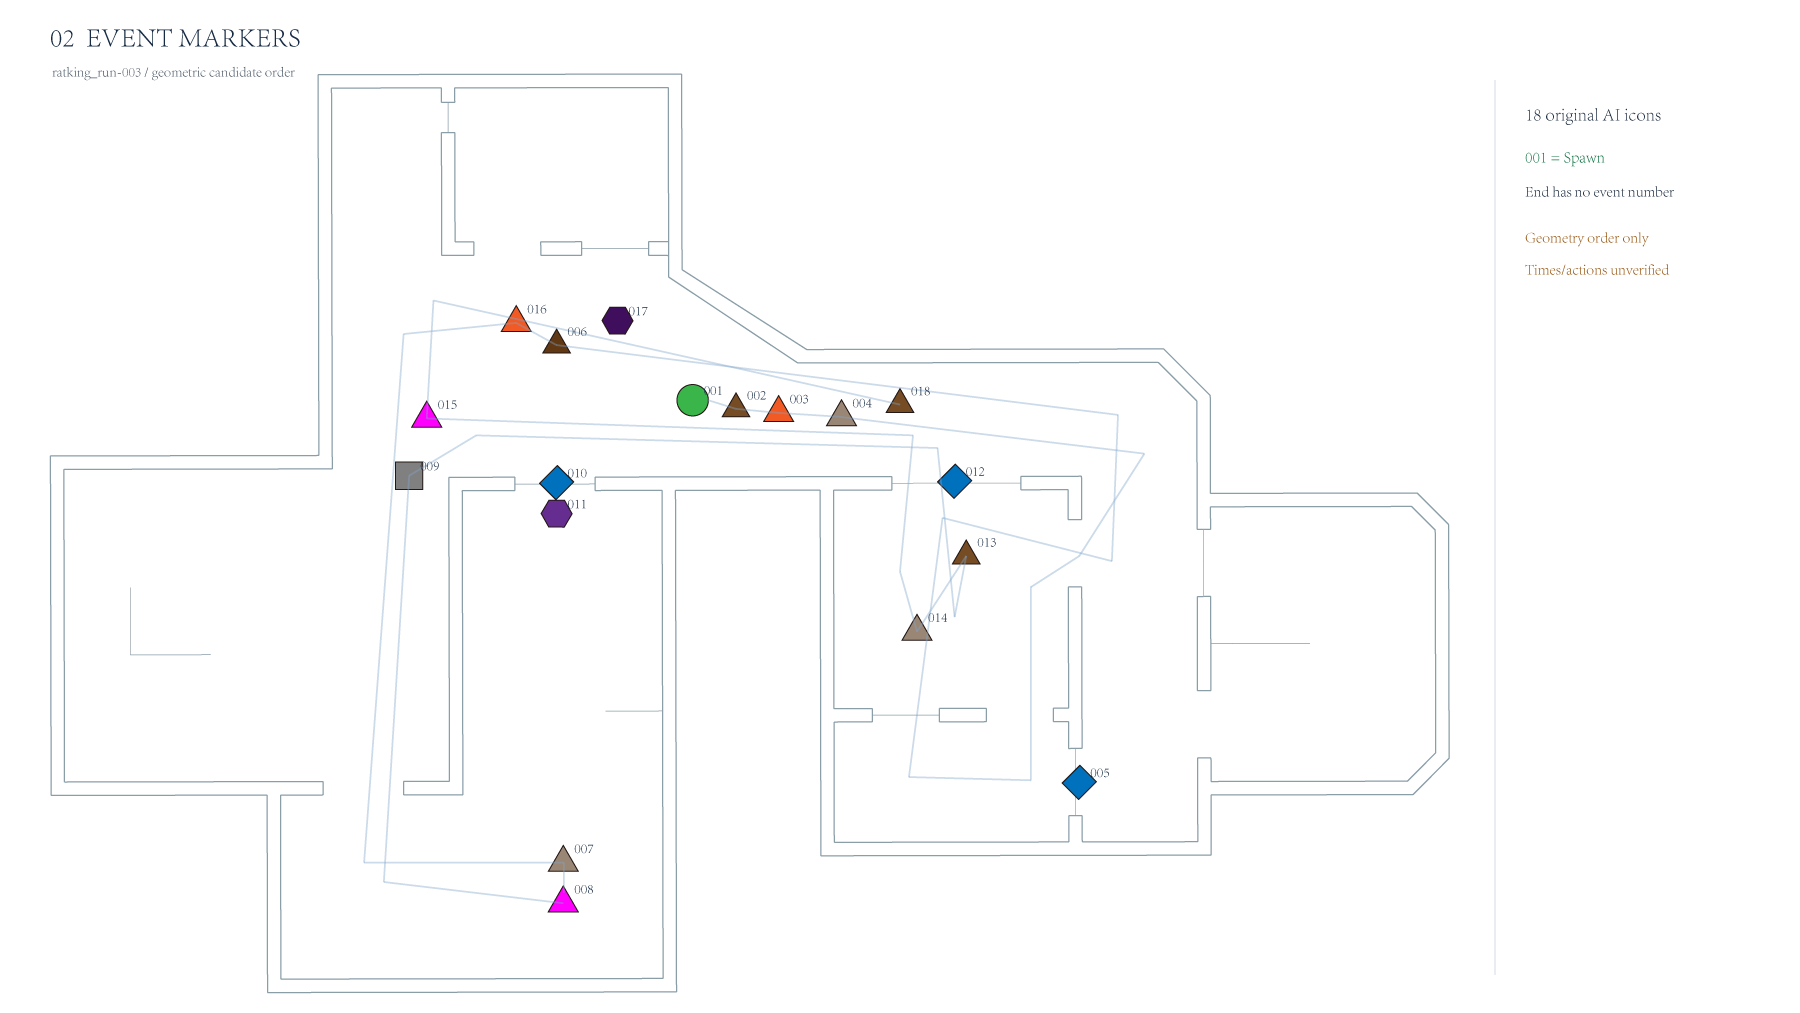 02 EVENT MARKERS
ratking_run-003 / geometric candidate order
18 original AI icons
001 = Spawn
End has no event number
Geometry order only
Times/actions unverified
016
017
006
001
002
003
004
018
015
009
010
011
012
013
014
005
007
008